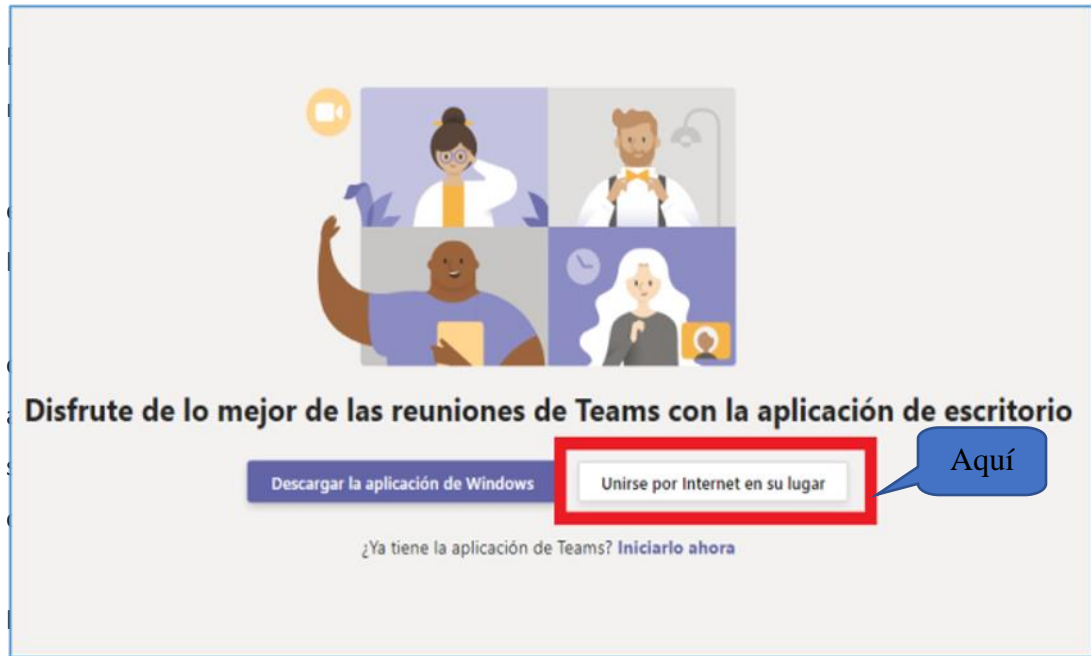 Disfrute de lo mejor de las reuniones de Teams con la aplicación de escritorio
Aquí
Descargar la aplicación de Windows
Unirse por Internet en su lugar
¿Ya tiene la aplicación de Teams? Iniciarlo ahora